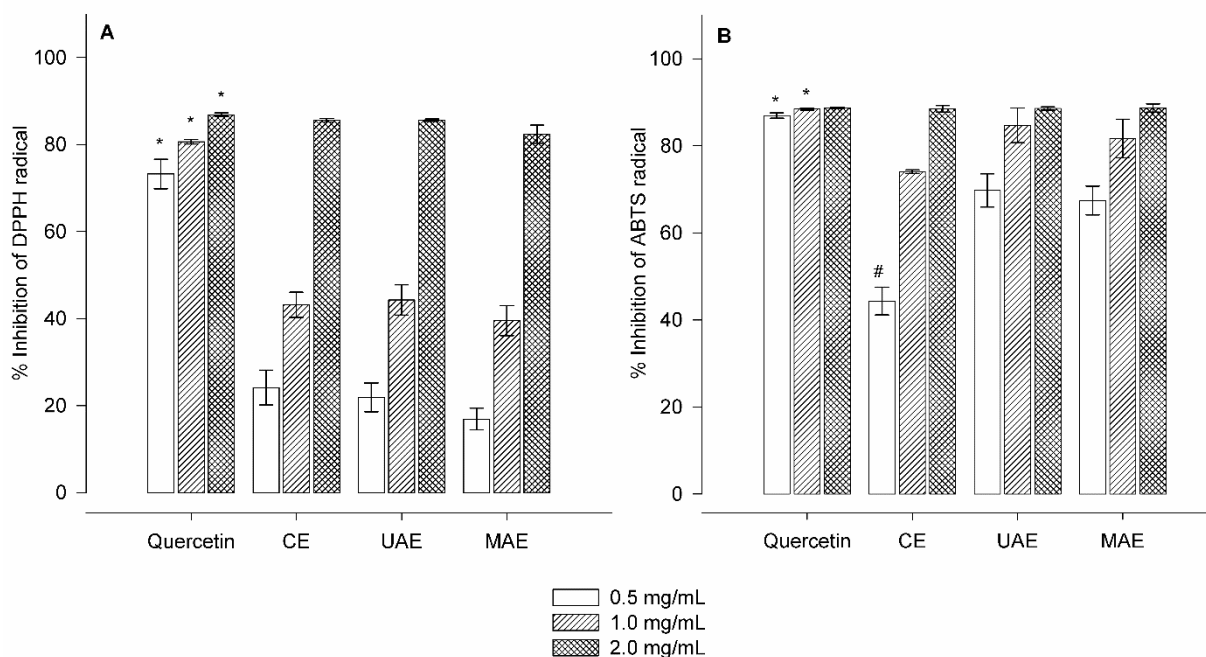 A
% Inhibition of DPPH radical
100
80
60
40
20
0
* * *
Quercetin CE UAE MAE
B
% Inhibition of ABTS radical
100
80
60
40
20
0
* *
#
Quercetin CE UAE MAE
0.5 mg/mL
1.0 mg/mL
2.0 mg/mL